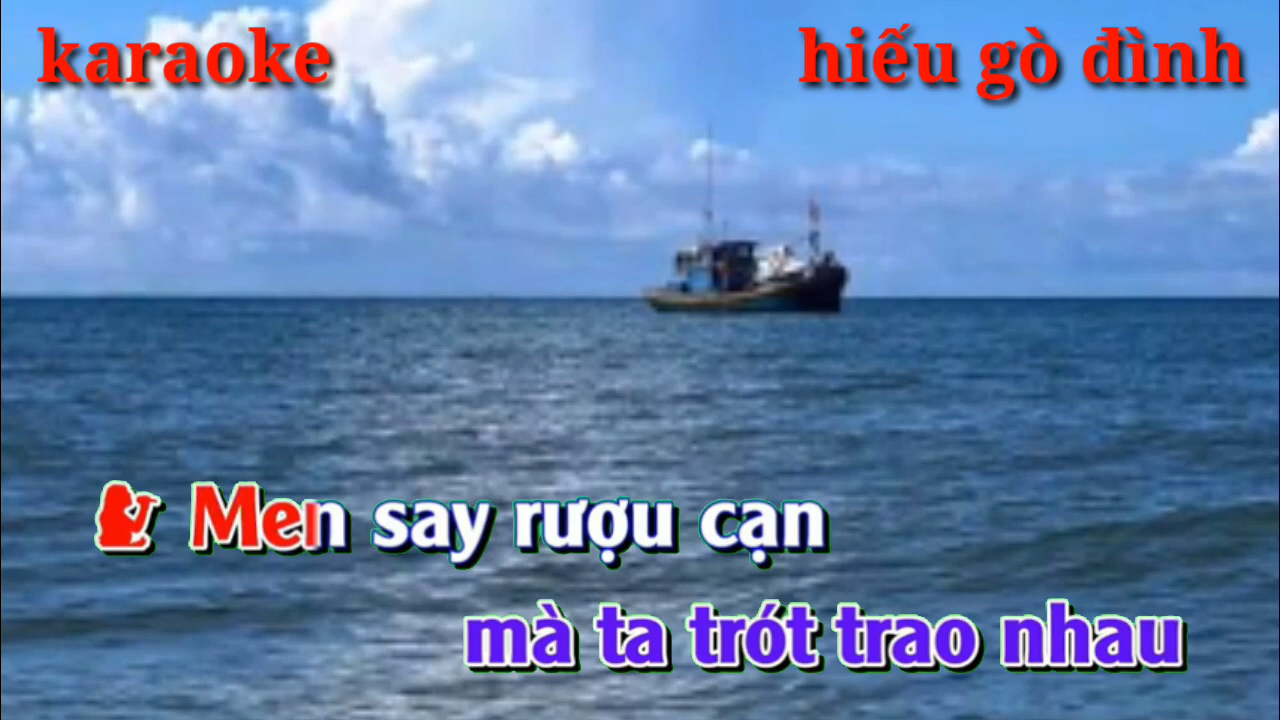 karaoke
hiếu gò đình
Men say rượu cạn
mà ta trót trao nhau